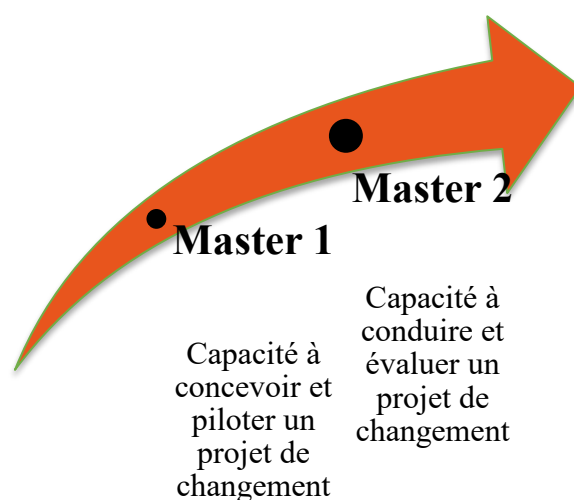 Master 1
Capacité à
concevoir et
piloter un
projet de
changement
Master 2
Capacité à
conduire et
évaluer un
projet de
changement